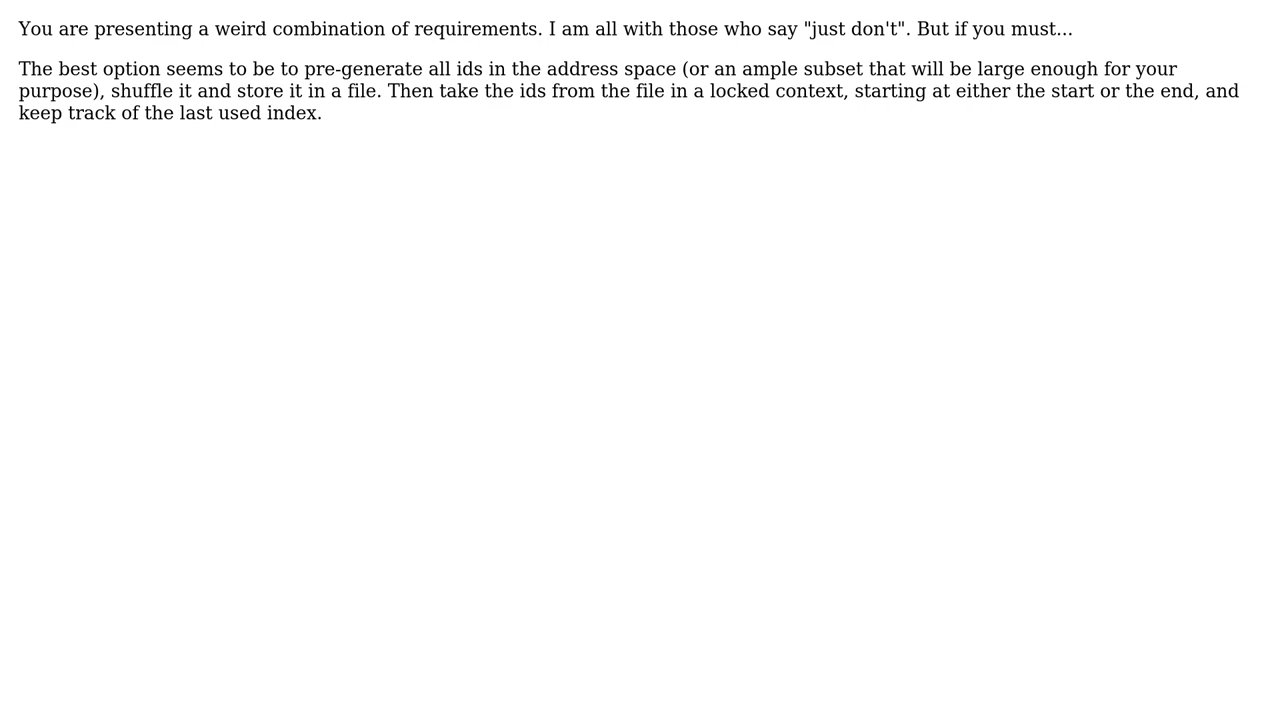 You are presenting a weird combination of requirements. I am all with those who say "just don't". But if you must...
The best option seems to be to pre-generate all ids in the address space (or an ample subset that will be large enough for your
purpose), shuffle it and store it in a file. Then take the ids from the file in a locked context, starting at either the start or the end, and
keep track of the last used index.